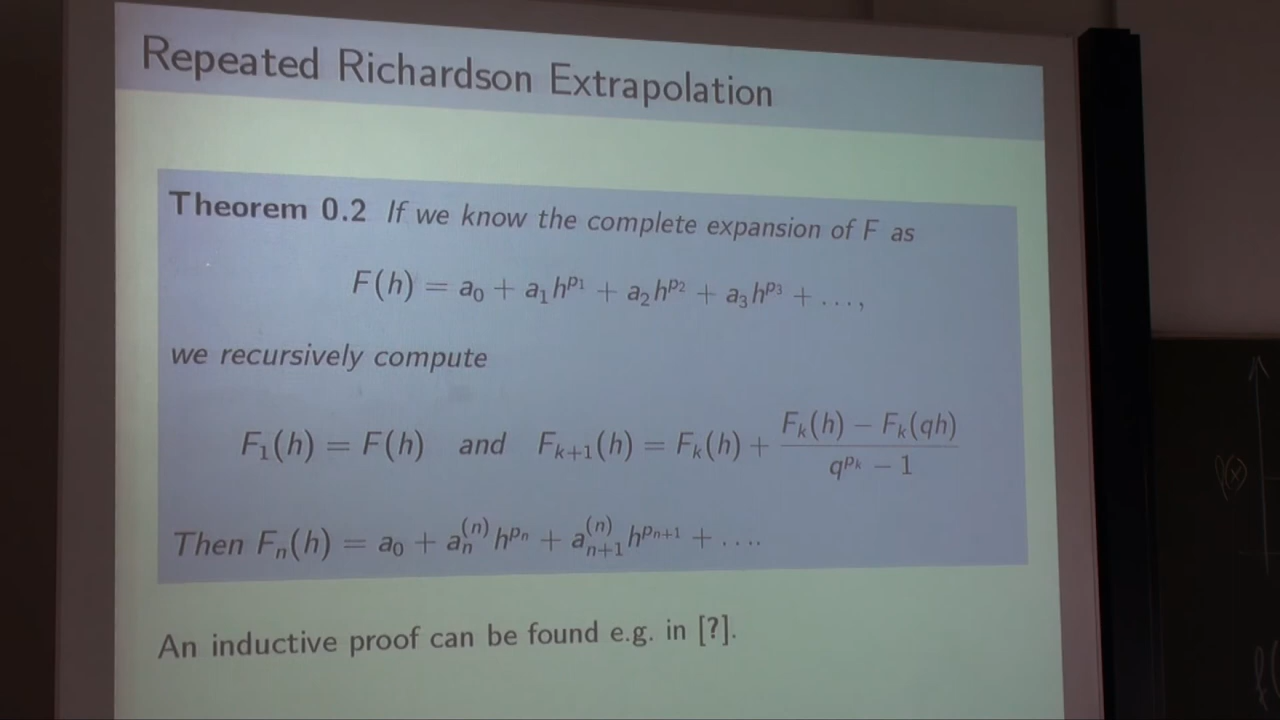 Repeated Richardson Extrapolation
Theorem 0.2 If we know the complete expansion of F as
F(h) = a₀ + a₁h^{p₁} + a₂h^{p₂} + a₃h^{p₃} + …,
we recursively compute
F₁(h) = F(h) and F_{k+1}(h) = F_k(h) + \frac{F_k(h) − F_k(qh)}{q^{p_k} − 1}
Then F_n(h) = a₀ + a_n^{(n)} h^{p_n} + a_{n+1}^{(n)} h^{p_{n+1}} + ….
An inductive proof can be found e.g. in [?].
f(x)